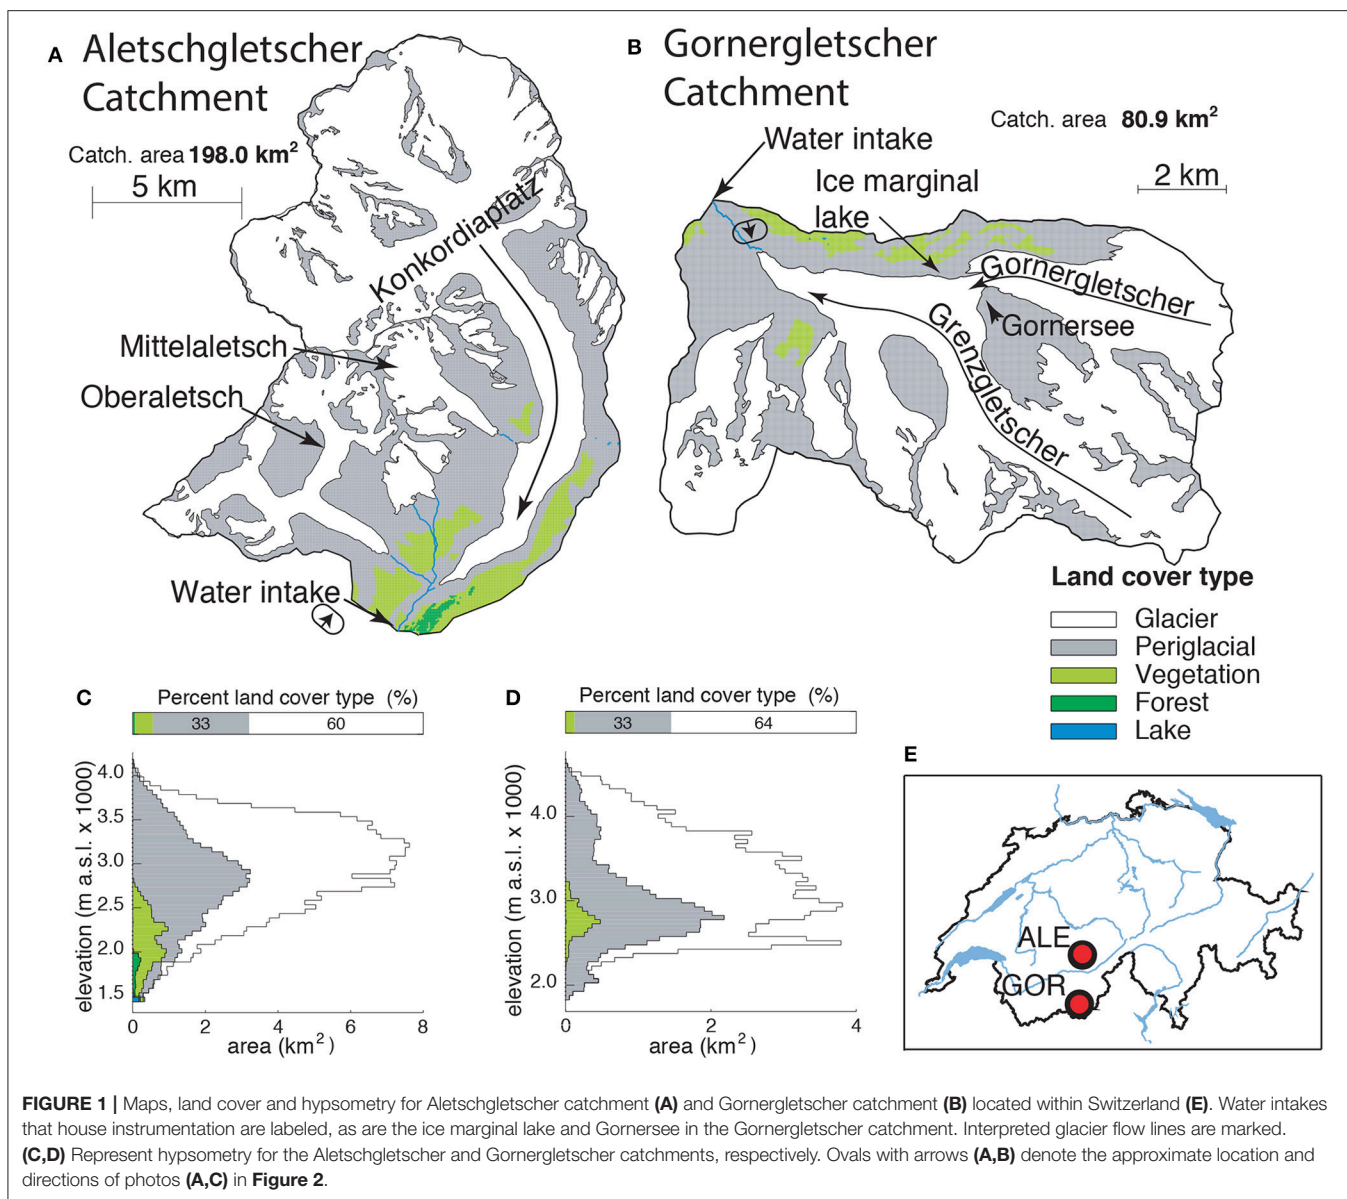 A Aletschgletscher
Catchment
Catch. area 198.0 km²
5 km
Konkordiaplatz
Mittelaletsch
Oberaletsch
Water intake
B Gornergletscher
Catchment
Catch. area 80.9 km²
2 km
Water intake
Ice marginal
lake
Gornergletscher
Gornersee
Grenzgletscher
Land cover type
Glacier
Periglacial
Vegetation
Forest
Lake
C Percent land cover type (%)
33 60
elevation (m a.s.l. x 1000)
4.0
3.5
3.0
2.5
2.0
1.5
0 2 4 6 8
area (km²)
D Percent land cover type (%)
33 64
elevation (m a.s.l. x 1000)
4.0
3.0
2.0
0 2 4
area (km²)
E
ALE
GOR
FIGURE 1 | Maps, land cover and hypsometry for Aletschgletscher catchment (A) and Gornergletscher catchment (B) located within Switzerland (E). Water intakes
that house instrumentation are labeled, as are the ice marginal lake and Gornersee in the Gornergletscher catchment. Interpreted glacier flow lines are marked.
(C,D) Represent hypsometry for the Aletschgletscher and Gornergletscher catchments, respectively. Ovals with arrows (A,B) denote the approximate location and
directions of photos (A,C) in Figure 2.